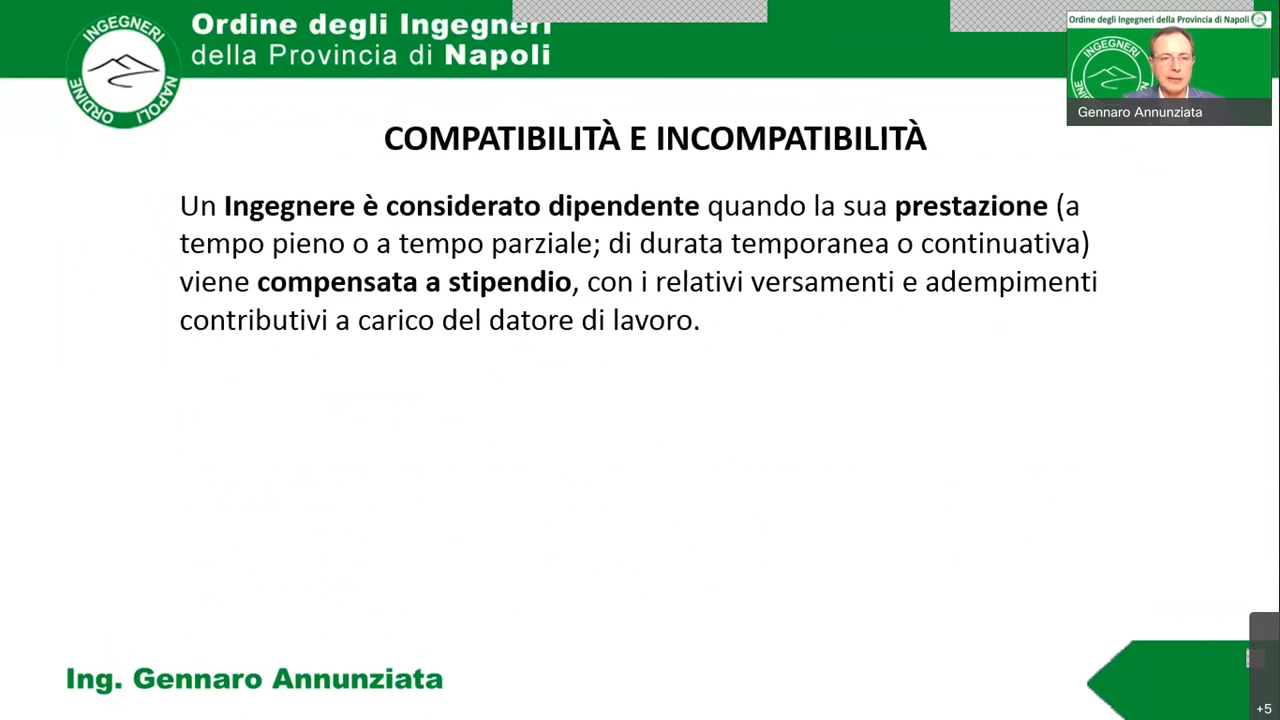 Ordine degli Ingegneri
della Provincia di Napoli
INGEGNERI
ORDINE NAPOLI
Ordine degli Ingegneri della Provincia di Napoli
INGEGNERI
Gennaro Annunziata
COMPATIBILITÀ E INCOMPATIBILITÀ
Un Ingegnere è considerato dipendente quando la sua prestazione (a
tempo pieno o a tempo parziale; di durata temporanea o continuativa)
viene compensata a stipendio, con i relativi versamenti e adempimenti
contributivi a carico del datore di lavoro.
Ing. Gennaro Annunziata
+5